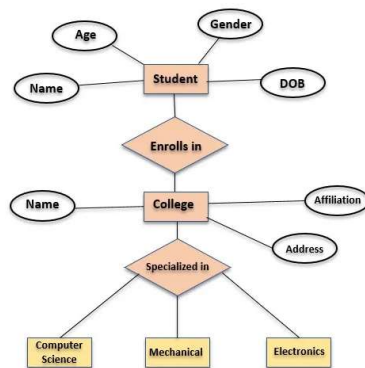 Gender
Age
Student
Name
DOB
Enrolls in
Name
College
Affiliation
Address
Specialized in
Computer
Science
Mechanical
Electronics